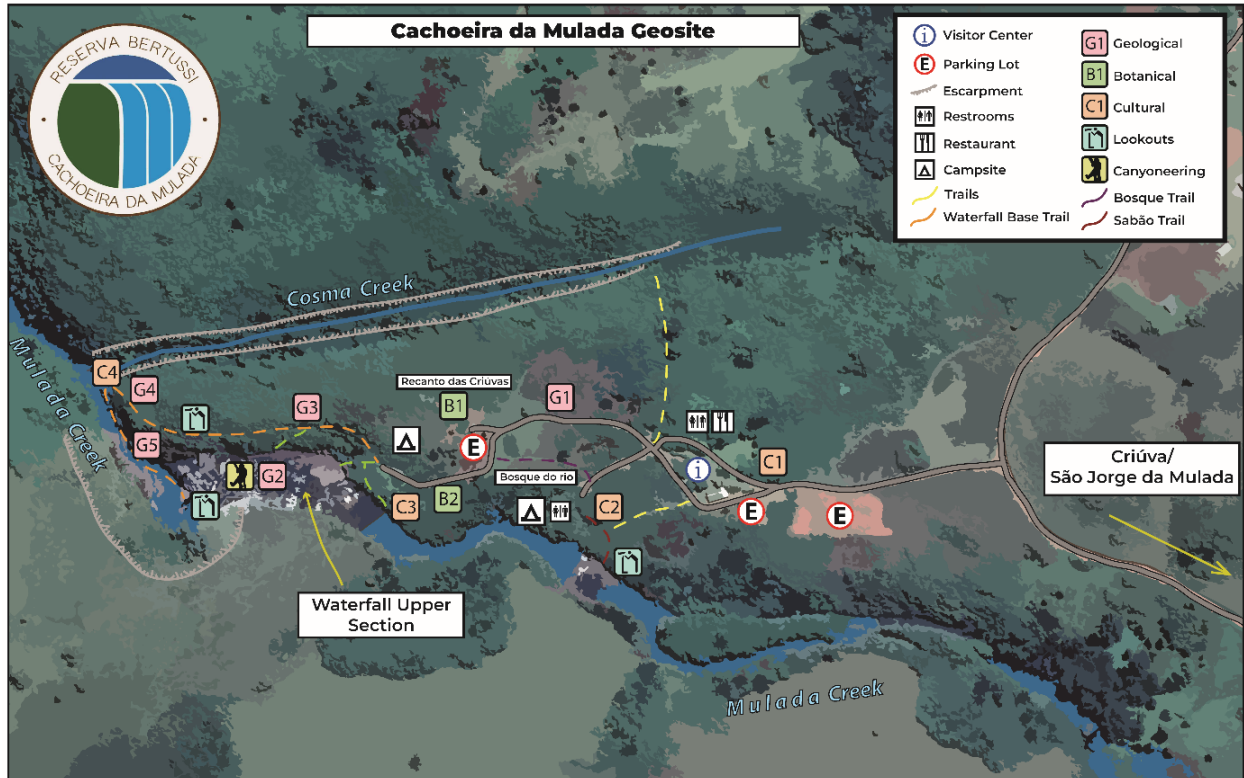 Cachoeira da Mulada Geosite
RESERVA BERTUSSI
CACHOEIRA DA MULADA
i Visitor Center
E Parking Lot
Escarpment
Restrooms
Restaurant
Campsite
Trails
Waterfall Base Trail
G1 Geological
B1 Botanical
C1 Cultural
Lookouts
Canyoneering
Bosque Trail
Sabão Trail
Cosma Creek
Mulada Creek
C4
G4
G3
G5
G2
Recanto das Criúvas
B1
G1
E
B2
C3
Bosque do rio
C2
i
C1
E
E
Criúva/
São Jorge da Mulada
Waterfall Upper
Section
Mulada Creek